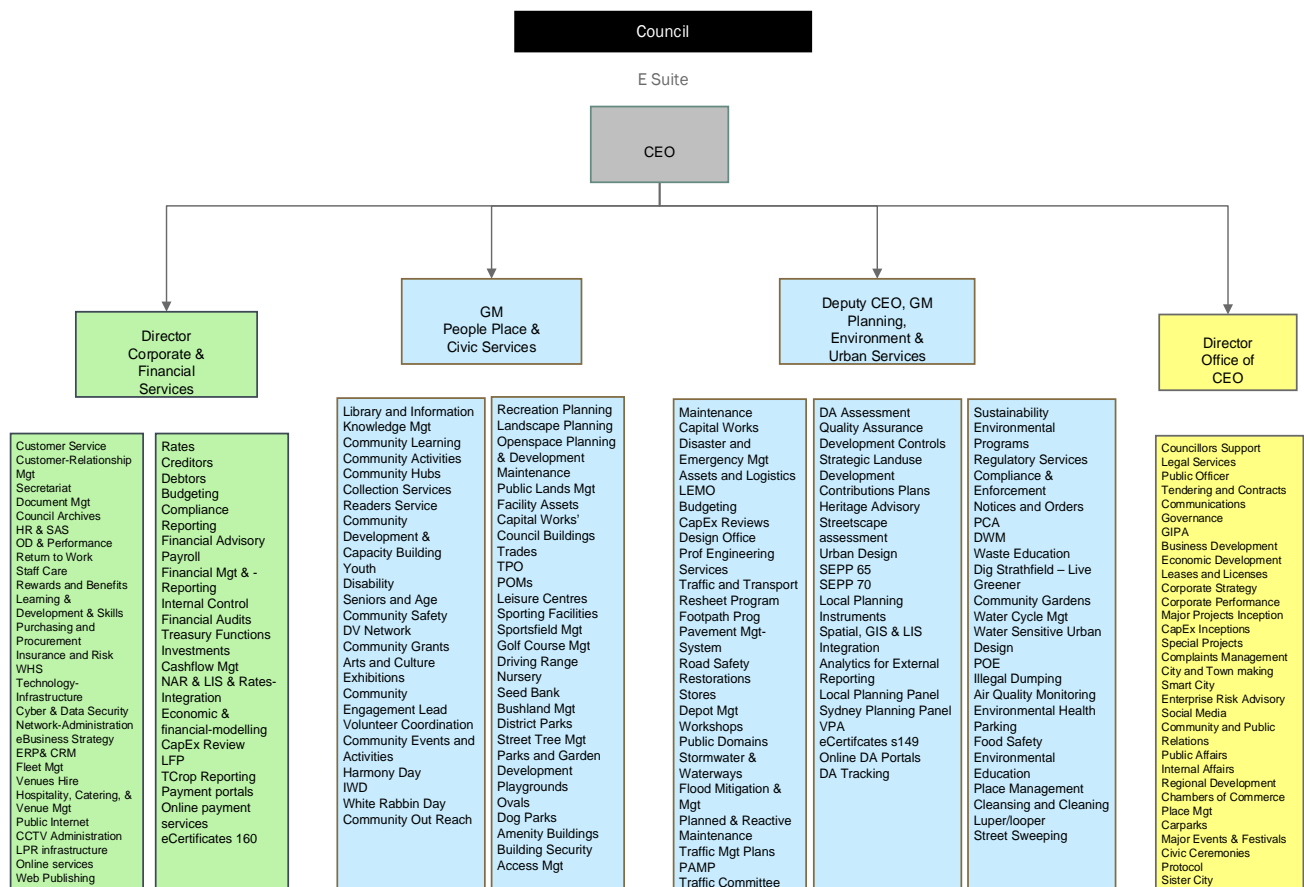 Council
E Suite
CEO
Director
Corporate &
Financial
Services
GM
People Place &
Civic Services
Deputy CEO, GM
Planning,
Environment &
Urban Services
Director
Office of
CEO
Customer Service
Customer-Relationship
Mgt
Secretariat
Document Mgt
Council Archives
HR & SAS
OD & Performance
Return to Work
Staff Care
Rewards and Benefits
Learning &
Development & Skills
Purchasing and
Procurement
Insurance and Risk
WHS
Technology-
Infrastructure
Cyber & Data Security
Network-Administration
eBusiness Strategy
ERP& CRM
Fleet Mgt
Venues Hire
Hospitality, Catering, &
Venue Mgt
Public Internet
CCTV Administration
LPR infrastructure
Online services
Web Publishing
Rates
Creditors
Debtors
Budgeting
Compliance
Reporting
Financial Advisory
Payroll
Financial Mgt & -
Reporting
Internal Control
Financial Audits
Treasury Functions
Investments
Cashflow Mgt
NAR & LIS & Rates-
Integration
Economic &
financial-modelling
CapEx Review
LFP
TCrop Reporting
Payment portals
Online payment
services
eCertificates 160
Library and Information
Knowledge Mgt
Community Learning
Community Activities
Community Hubs
Collection Services
Readers Service
Community
Development &
Capacity Building
Youth
Disability
Seniors and Age
Community Safety
DV Network
Community Grants
Arts and Culture
Exhibitions
Community
Engagement Lead
Volunteer Coordination
Community Events and
Activities
Harmony Day
IWD
White Rabbin Day
Community Out Reach
Recreation Planning
Landscape Planning
Openspace Planning
& Development
Maintenance
Public Lands Mgt
Facility Assets
Capital Works'
Council Buildings
Trades
TPO
POMs
Leisure Centres
Sporting Facilities
Sportsfield Mgt
Golf Course Mgt
Driving Range
Nursery
Seed Bank
Bushland Mgt
District Parks
Street Tree Mgt
Parks and Garden
Development
Playgrounds
Ovals
Dog Parks
Amenity Buildings
Building Security
Access Mgt
Maintenance
Capital Works
Disaster and
Emergency Mgt
Assets and Logistics
LEMO
Budgeting
CapEx Reviews
Design Office
Prof Engineering
Services
Traffic and Transport
Resheet Program
Footpath Prog
Pavement Mgt-
System
Road Safety
Restorations
Stores
Depot Mgt
Workshops
Public Domains
Stormwater &
Waterways
Flood Mitigation &
Mgt
Planned & Reactive
Maintenance
Traffic Mgt Plans
PAMP
Traffic Committee
DA Assessment
Quality Assurance
Development Controls
Strategic Landuse
Development
Contributions Plans
Heritage Advisory
Streetscape
assessment
Urban Design
SEPP 65
SEPP 70
Local Planning
Instruments
Spatial, GIS & LIS
Integration
Analytics for External
Reporting
Local Planning Panel
Sydney Planning Panel
VPA
eCertifcates s149
Online DA Portals
DA Tracking
Sustainability
Environmental
Programs
Regulatory Services
Compliance &
Enforcement
Notices and Orders
PCA
DWM
Waste Education
Dig Strathfield – Live
Greener
Community Gardens
Water Cycle Mgt
Water Sensitive Urban
Design
POE
Illegal Dumping
Air Quality Monitoring
Environmental Health
Parking
Food Safety
Environmental
Education
Place Management
Cleansing and Cleaning
Luper/looper
Street Sweeping
Councillors Support
Legal Services
Public Officer
Tendering and Contracts
Communications
Governance
GIPA
Business Development
Economic Development
Leases and Licenses
Corporate Strategy
Corporate Performance
Major Projects Inception
CapEx Inceptions
Special Projects
Complaints Management
City and Town making
Smart City
Enterprise Risk Advisory
Social Media
Community and Public
Relations
Public Affairs
Internal Affairs
Regional Development
Chambers of Commerce
Place Mgt
Carparks
Major Events & Festivals
Civic Ceremonies
Protocol
Sister City